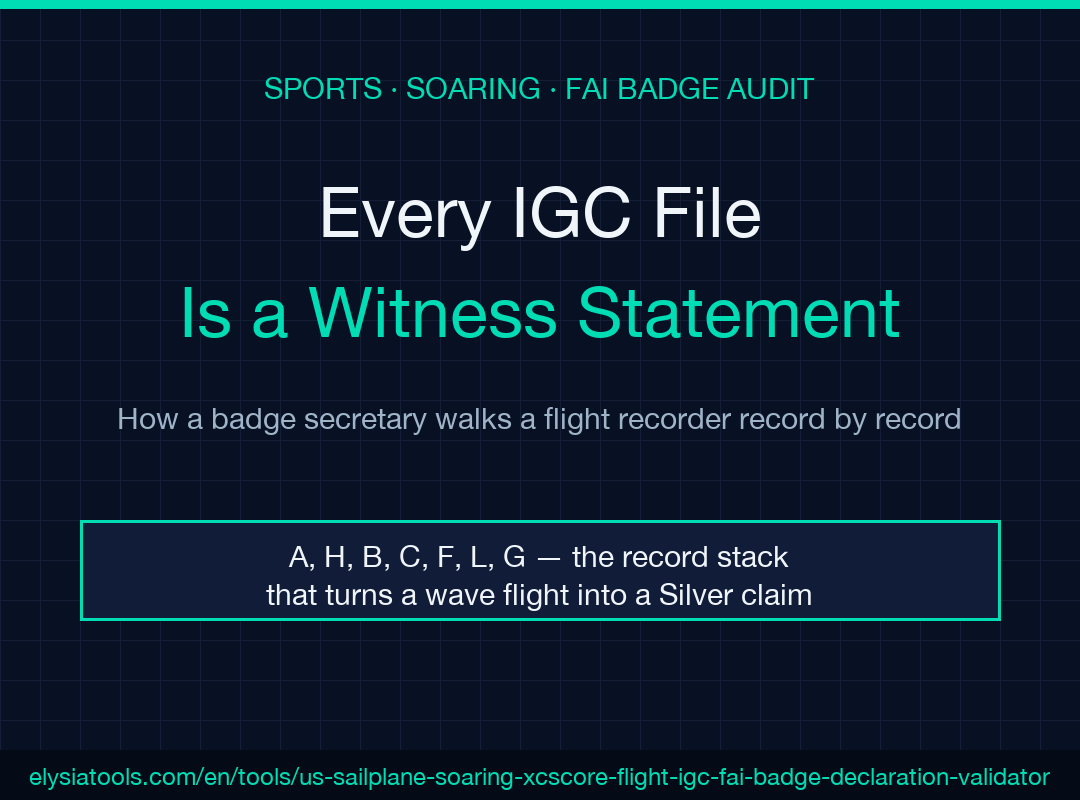 SPORTS · SOARING · FAI BADGE AUDIT
Every IGC File
Is a Witness Statement
How a badge secretary walks a flight recorder record by record
A, H, B, C, F, L, G — the record stack
that turns a wave flight into a Silver claim
elysiatools.com/en/tools/us-sailplane-soaring-xcscore-flight-igc-fai-badge-declaration-validator